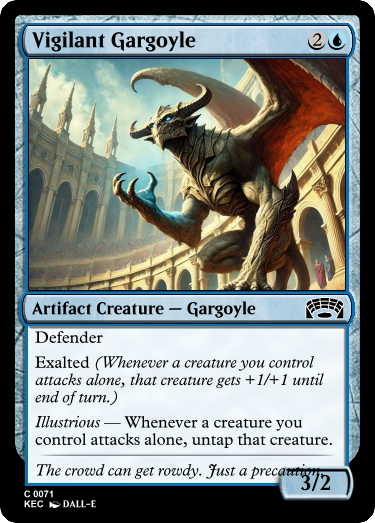 Vigilant Gargoyle 2
Artifact Creature — Gargoyle
Defender
Exalted (Whenever a creature you control
attacks alone, that creature gets +1/+1 until
end of turn.)
Illustrious — Whenever a creature you
control attacks alone, untap that creature.
The crowd can get rowdy. Just a precaution.
3/2
C 0071
KEC DALL-E